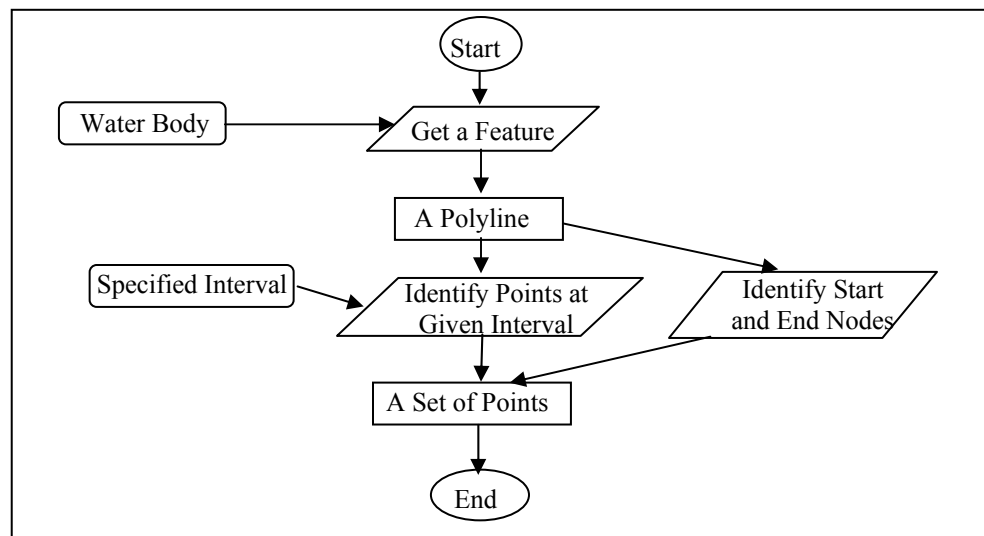 Start
Water Body
Get a Feature
A Polyline
Specified Interval
Identify Points at
Given Interval
Identify Start
and End Nodes
A Set of Points
End